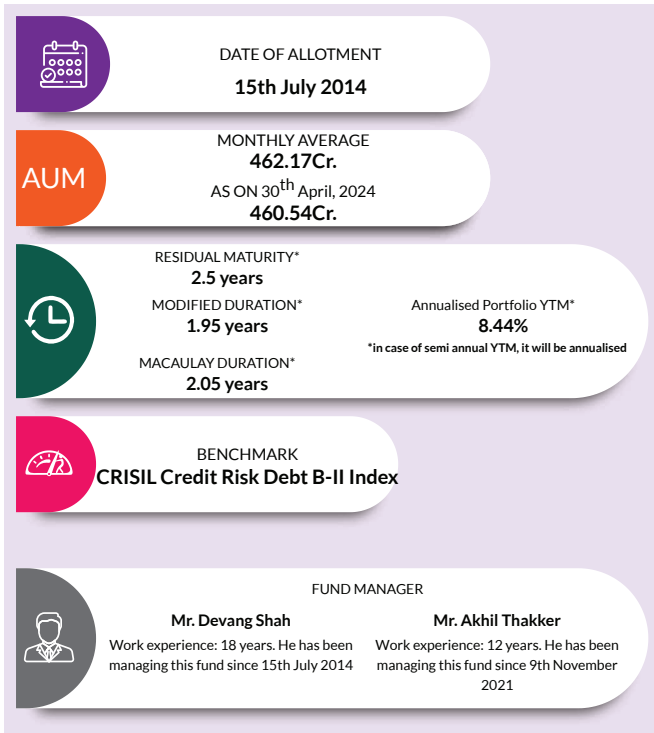 DATE OF ALLOTMENT
15th July 2014
AUM
MONTHLY AVERAGE
462.17Cr.
AS ON 30th April, 2024
460.54Cr.
RESIDUAL MATURITY*
2.5 years
MODIFIED DURATION*
1.95 years
MACAULAY DURATION*
2.05 years
Annualised Portfolio YTM*
8.44%
*in case of semi annual YTM, it will be annualised
BENCHMARK
CRISIL Credit Risk Debt B-II Index
FUND MANAGER
Mr. Devang Shah
Work experience: 18 years. He has been
managing this fund since 15th July 2014
Mr. Akhil Thakker
Work experience: 12 years. He has been
managing this fund since 9th November
2021